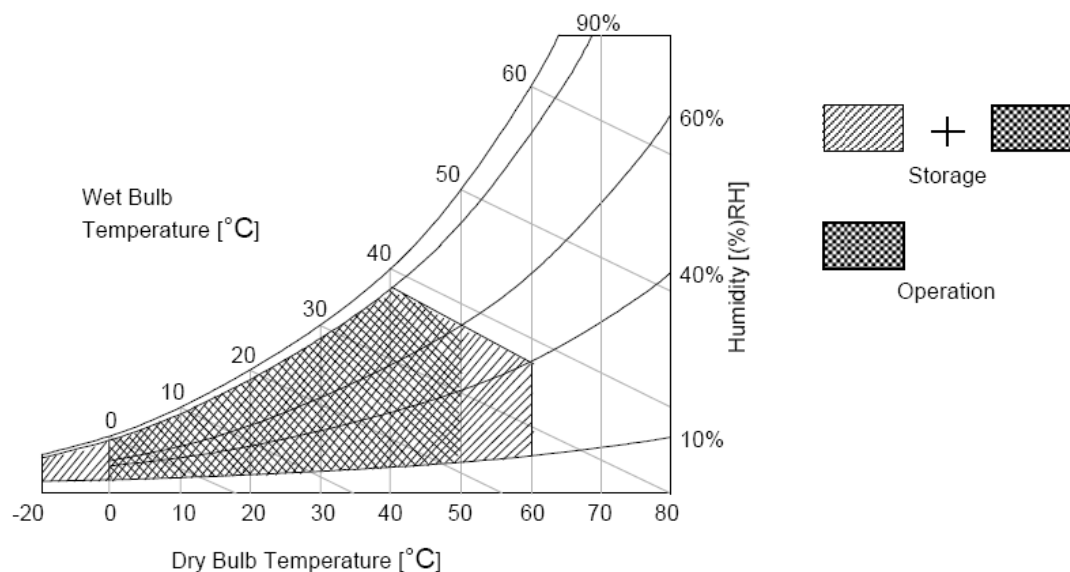 90%
60
60%
50
Wet Bulb
Temperature [°C]
Storage
40
40%
30
Humidity [(%)RH]
Operation
20
10
0
10%
-20 0 10 20 30 40 50 60 70 80
Dry Bulb Temperature [°C]